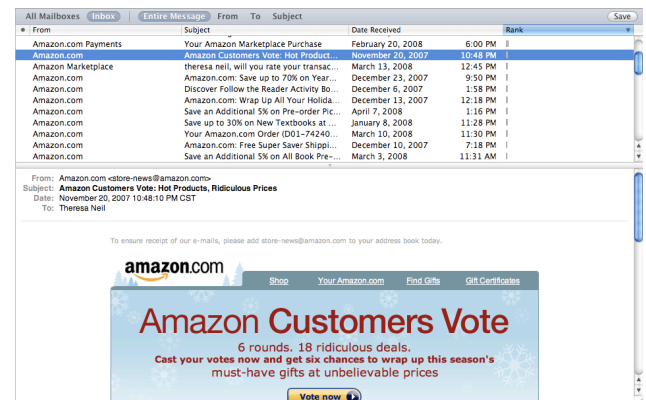 All Mailboxes Inbox Entire Message From To Subject Save
From Subject Date Received Rank
Amazon.com Payments Your Amazon Marketplace Purchase February 20, 2008 6:00 PM
Amazon.com Amazon Customers Vote: Hot Product... November 20, 2007 10:48 PM
Amazon Marketplace theresa neil, will you rate your transac... March 13, 2008 12:45 PM
Amazon.com Amazon.com: Save up to 70% on Year... December 23, 2007 9:50 PM
Amazon.com Discover Follow the Reader Activity Bo... December 6, 2007 1:58 PM
Amazon.com Amazon.com: Wrap Up All Your Holida... December 13, 2007 12:18 PM
Amazon.com Save an Additional 5% on Pre-order Pic... April 7, 2008 1:16 PM
Amazon.com Save up to 30% on New Textbooks at ... January 8, 2008 11:28 PM
Amazon.com Your Amazon.com Order (D01-74240... March 10, 2008 11:30 PM
Amazon.com Amazon.com: Free Super Saver Shippi... December 10, 2007 7:18 PM
Amazon.com Save an Additional 5% on All Book Pre-... March 3, 2008 11:31 AM
From: Amazon.com <store-news@amazon.com>
Subject: Amazon Customers Vote: Hot Products, Ridiculous Prices
Date: November 20, 2007 10:48:10 PM CST
To: Theresa Neil
To ensure receipt of our e-mails, please add store-news@amazon.com to your address book today.
amazon.com
Shop Your Amazon.com Find Gifts Gift Certificates
Amazon Customers Vote
6 rounds. 18 ridiculous deals.
Cast your votes now and get six chances to wrap up this season's
must-have gifts at unbelievable prices
Vote now